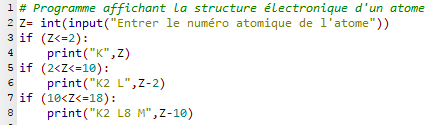 1 # Programme affichant la structure électronique d'un atome
2 Z= int(input("Entrer le numéro atomique de l'atome"))
3 if (Z<=2):
4     print("K",Z)
5 if (2<Z<=10):
6     print("K2 L",Z-2)
7 if (10<Z<=18):
8     print("K2 L8 M",Z-10)